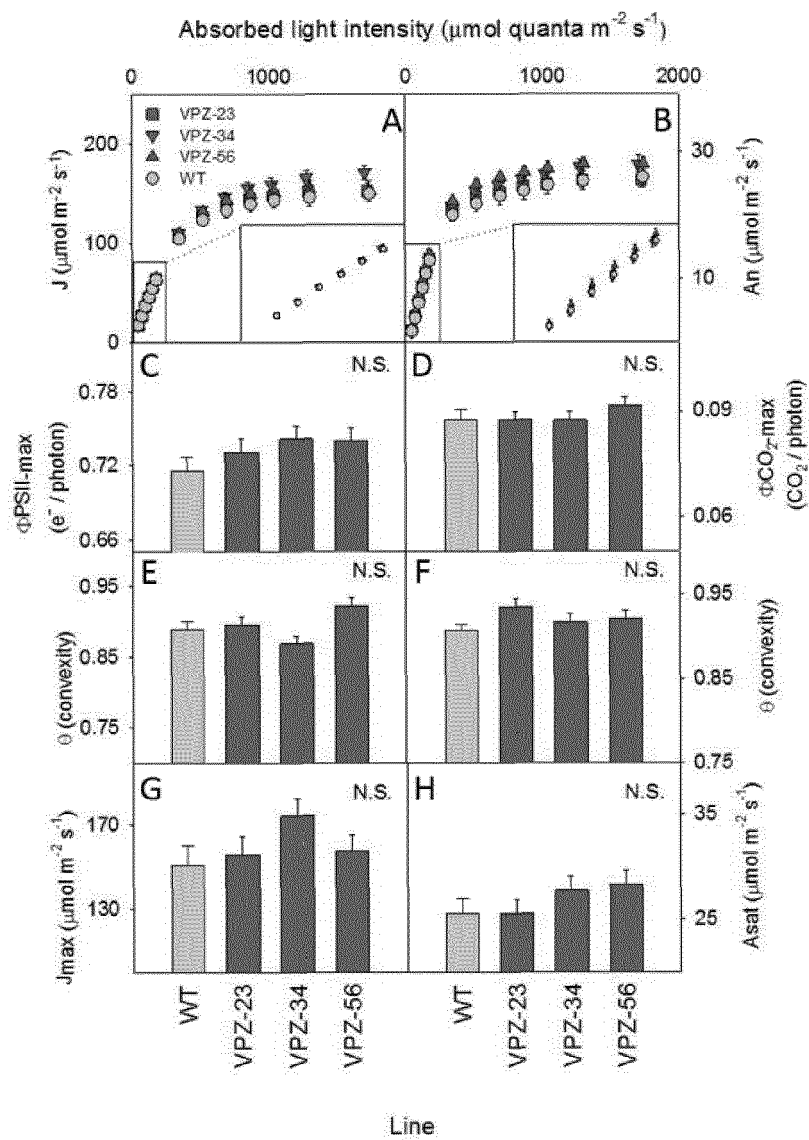 Absorbed light intensity (μmol quanta m⁻² s⁻¹)
0 1000 0 1000 2000
A
VPZ-23
VPZ-34
VPZ-56
WT
200
100
0
J (μmol m⁻² s⁻¹)
B
30
10
An (μmol m⁻² s⁻¹)
C
N.S.
0.78
0.72
0.66
ΦPSII-max
(e⁻ / photon)
D
N.S.
0.09
0.06
ΦCO₂-max
(CO₂ / photon)
E
N.S.
0.95
0.85
0.75
θ (convexity)
F
N.S.
0.95
0.85
0.75
θ (convexity)
G
N.S.
170
130
Jmax (μmol m⁻² s⁻¹)
H
N.S.
35
25
Asat (μmol m⁻² s⁻¹)
WT VPZ-23 VPZ-34 VPZ-56 WT VPZ-23 VPZ-34 VPZ-56
Line